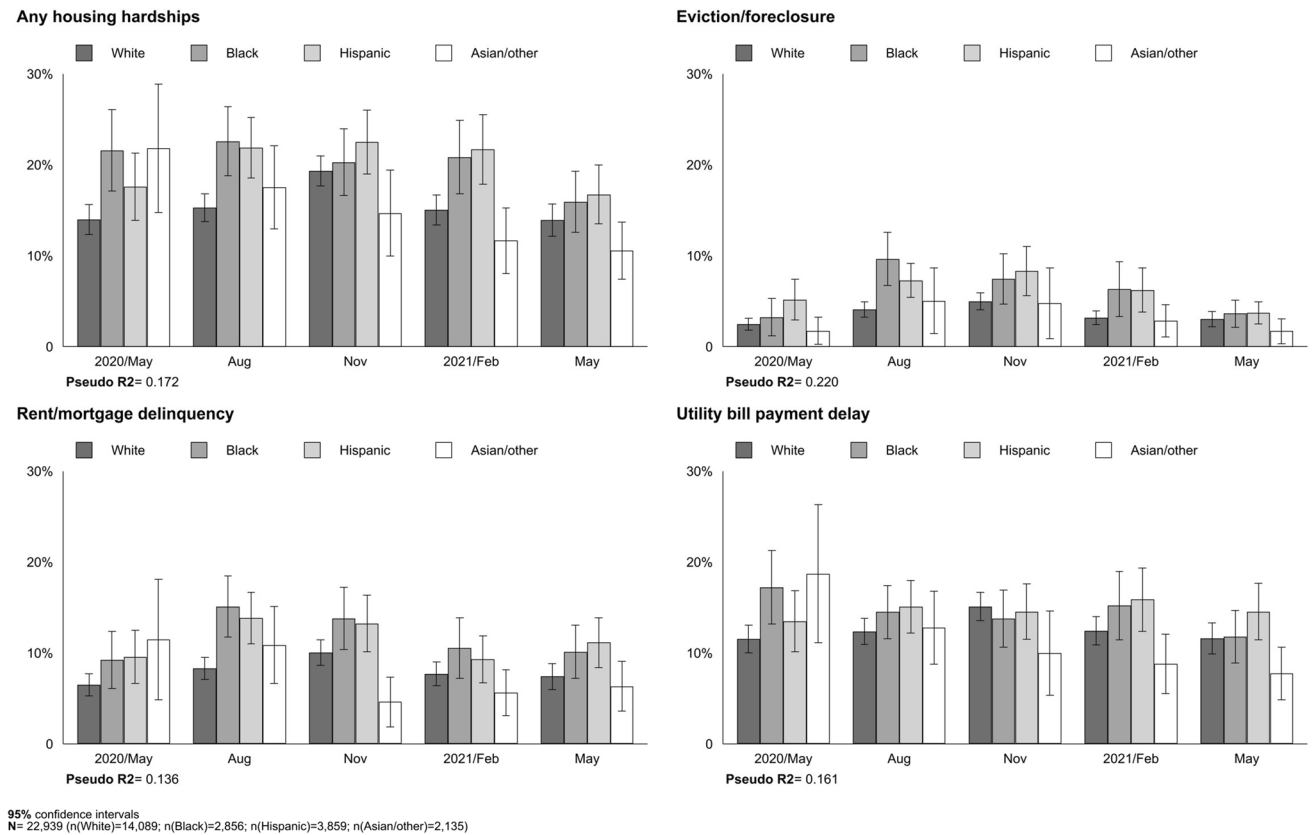 Any housing hardships
White Black Hispanic Asian/other
30%
20%
10%
0
2020/May Aug Nov 2021/Feb May
Pseudo R2= 0.172
Eviction/foreclosure
White Black Hispanic Asian/other
30%
20%
10%
0
2020/May Aug Nov 2021/Feb May
Pseudo R2= 0.220
Rent/mortgage delinquency
White Black Hispanic Asian/other
30%
20%
10%
0
2020/May Aug Nov 2021/Feb May
Pseudo R2= 0.136
Utility bill payment delay
White Black Hispanic Asian/other
30%
20%
10%
0
2020/May Aug Nov 2021/Feb May
Pseudo R2= 0.161
95% confidence intervals
N= 22,939 (n(White)=14,089; n(Black)=2,856; n(Hispanic)=3,859; n(Asian/other)=2,135)